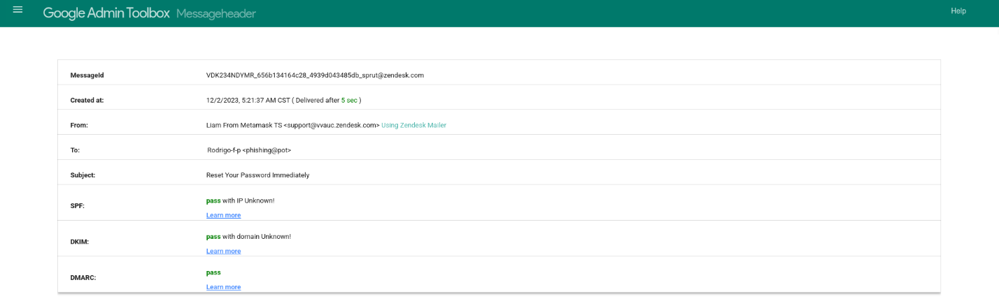 Google Admin Toolbox Messageheader Help
MessageId VDK234NDYMR_656b134164c28_4939d043485db_sprut@zendesk.com
Created at: 12/2/2023, 5:21:37 AM CST ( Delivered after 5 sec )
From: Liam From Metamask TS <support@vvauc.zendesk.com> Using Zendesk Mailer
To: Rodrigo-f-p <phishing@pot>
Subject: Reset Your Password Immediately
SPF: pass with IP Unknown!
Learn more
DKIM: pass with domain Unknown!
Learn more
DMARC: pass
Learn more